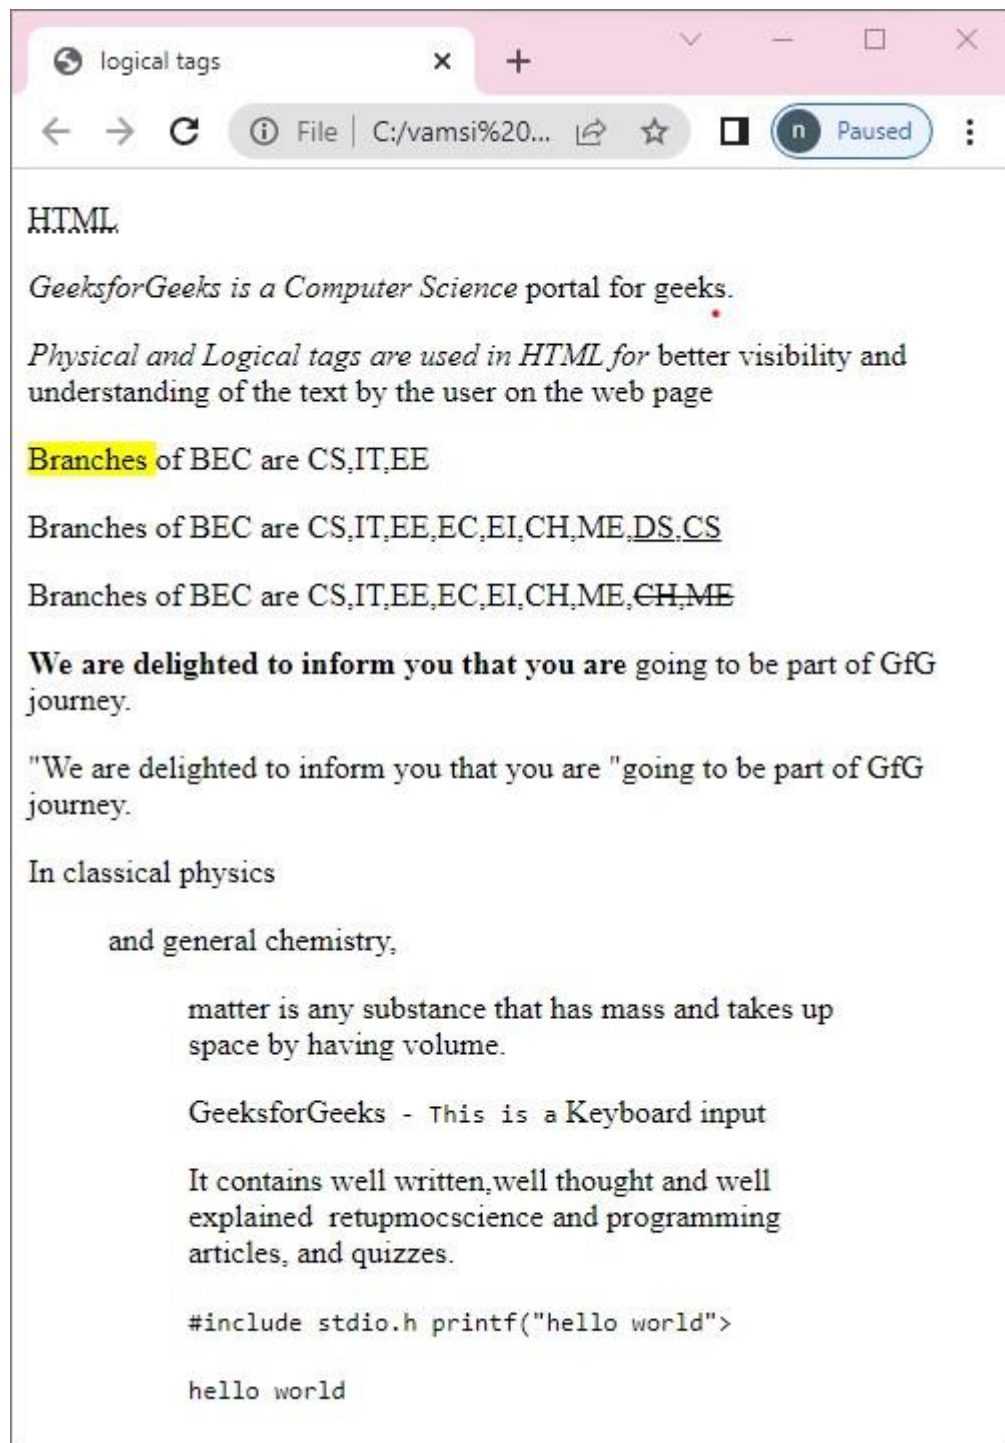 logical tags
File C:/vamsi%20... n Paused
HTML
GeeksforGeeks is a Computer Science portal for geeks.
Physical and Logical tags are used in HTML for better visibility and
understanding of the text by the user on the web page
Branches of BEC are CS,IT,EE
Branches of BEC are CS,IT,EE,EC,EI,CH,ME,DS,CS
Branches of BEC are CS,IT,EE,EC,EI,CH,ME,CH,ME
We are delighted to inform you that you are going to be part of GfG
journey.
"We are delighted to inform you that you are "going to be part of GfG
journey.
In classical physics
and general chemistry,
matter is any substance that has mass and takes up
space by having volume.
GeeksforGeeks - This is a Keyboard input
It contains well written,well thought and well
explained retupmocscience and programming
articles, and quizzes.
#include stdio.h printf("hello world">
hello world